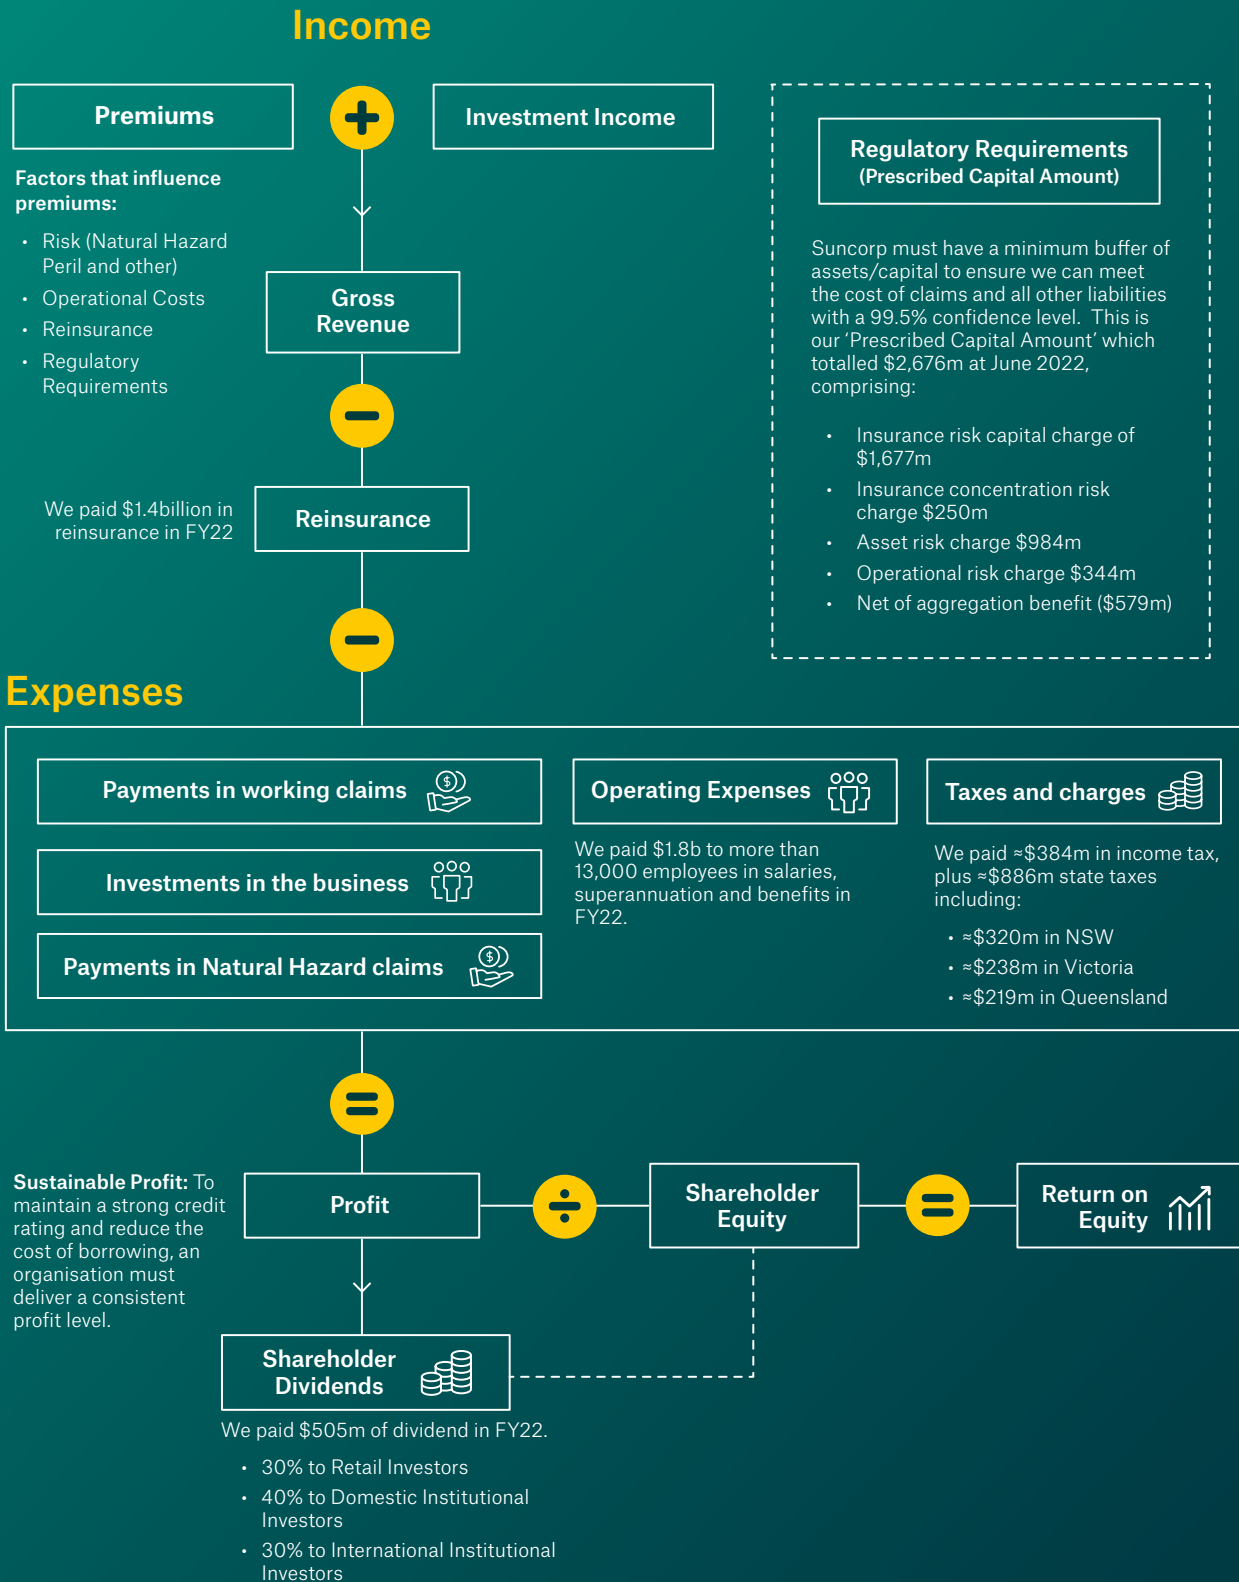 Income
Premiums
Investment Income
Factors that influence
premiums:
• Risk (Natural Hazard
Peril and other)
• Operational Costs
• Reinsurance
• Regulatory
Requirements
Gross
Revenue
We paid $1.4billion in
reinsurance in FY22
Reinsurance
Regulatory Requirements
(Prescribed Capital Amount)
Suncorp must have a minimum buffer of
assets/capital to ensure we can meet
the cost of claims and all other liabilities
with a 99.5% confidence level.  This is
our ‘Prescribed Capital Amount’ which
totalled $2,676m at June 2022,
comprising:
• Insurance risk capital charge of
$1,677m
• Insurance concentration risk
charge $250m
• Asset risk charge $984m
• Operational risk charge $344m
• Net of aggregation benefit ($579m)
Expenses
Payments in working claims
Investments in the business
Payments in Natural Hazard claims
Operating Expenses
We paid $1.8b to more than
13,000 employees in salaries,
superannuation and benefits in
FY22.
Taxes and charges
We paid ≈$384m in income tax,
plus ≈$886m state taxes
including:
• ≈$320m in NSW
• ≈$238m in Victoria
• ≈$219m in Queensland
Sustainable Profit: To
maintain a strong credit
rating and reduce the
cost of borrowing, an
organisation must
deliver a consistent
profit level.
Profit
Shareholder
Equity
Return on
Equity
Shareholder
Dividends
We paid $505m of dividend in FY22.
• 30% to Retail Investors
• 40% to Domestic Institutional
Investors
• 30% to International Institutional
Investors